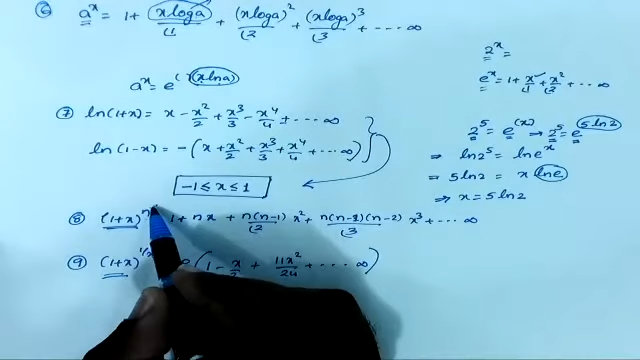 ⑥ a^x = 1 + x log a/⌊1 + (x log a)²/⌊2 + (x log a)³/⌊3 + ---- ∞
a^x = e^( ) (x ln a)
⑦ ln(1+x) = x - x²/2 + x³/3 - x⁴/4 + ---- ∞
ln(1-x) = -(x + x²/2 + x³/3 + x⁴/4 + ---- ∞)
-1 ≤ x ≤ 1
⑧ (1+x)^n 1 + nx + n(n-1)/⌊2 x² + n(n-1)(n-2)/⌊3 x³ + ---- ∞
⑨ (1+x)^1/x (1 - x/2 + 11x²/24 + ---- ∞)
2^x =
e^x = 1 + x/⌊1 + x²/⌊2 + --- ∞
2^5 = e^(x) ⇒ 2^5 = e^5 ln 2
⇒ ln 2^5 = ln e^x
⇒ 5 ln 2 = x ln e
⇒ x = 5 ln 2